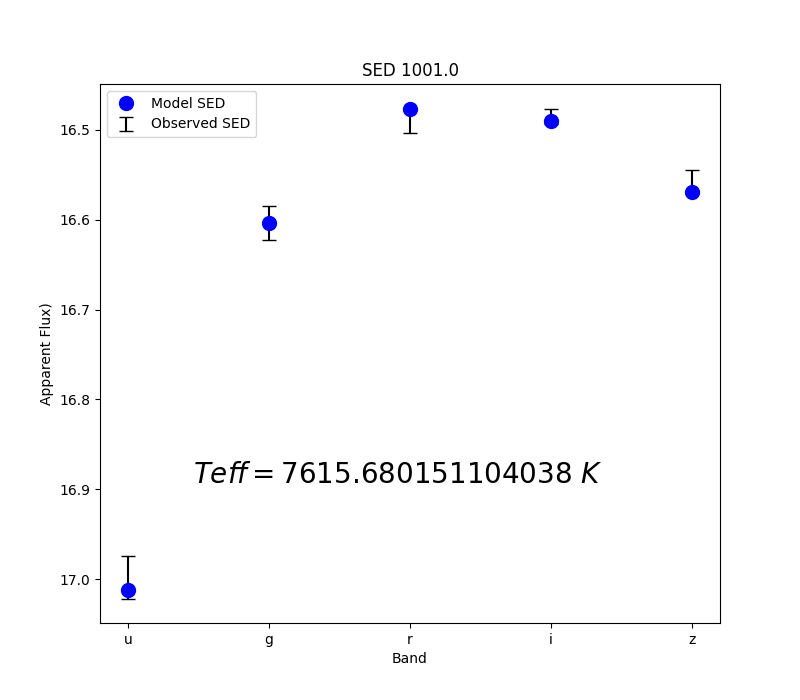 SED 1001.0
Model SED
Observed SED
16.5
16.6
16.7
16.8
16.9
17.0
Apparent Flux)
Teff = 7615.680151104038 K
u g r i z
Band